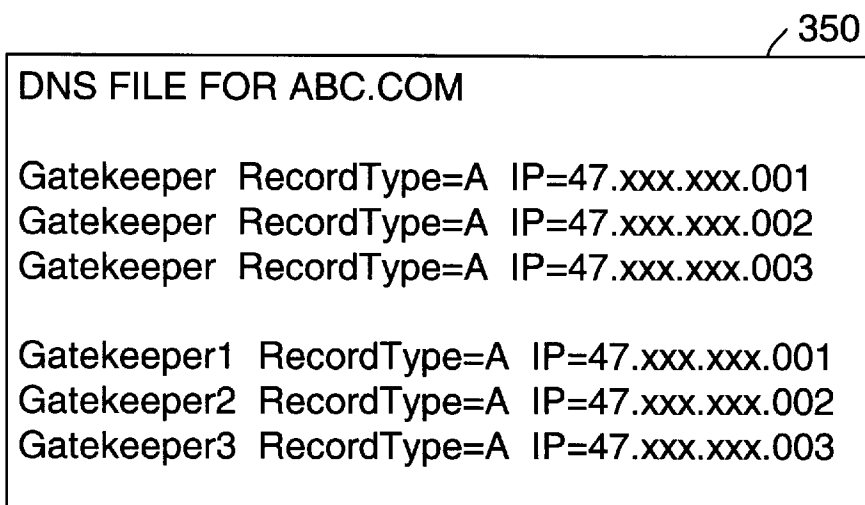 350
DNS FILE FOR ABC.COM
Gatekeeper RecordType=A IP=47.xxx.xxx.001
Gatekeeper RecordType=A IP=47.xxx.xxx.002
Gatekeeper RecordType=A IP=47.xxx.xxx.003
Gatekeeper1 RecordType=A IP=47.xxx.xxx.001
Gatekeeper2 RecordType=A IP=47.xxx.xxx.002
Gatekeeper3 RecordType=A IP=47.xxx.xxx.003